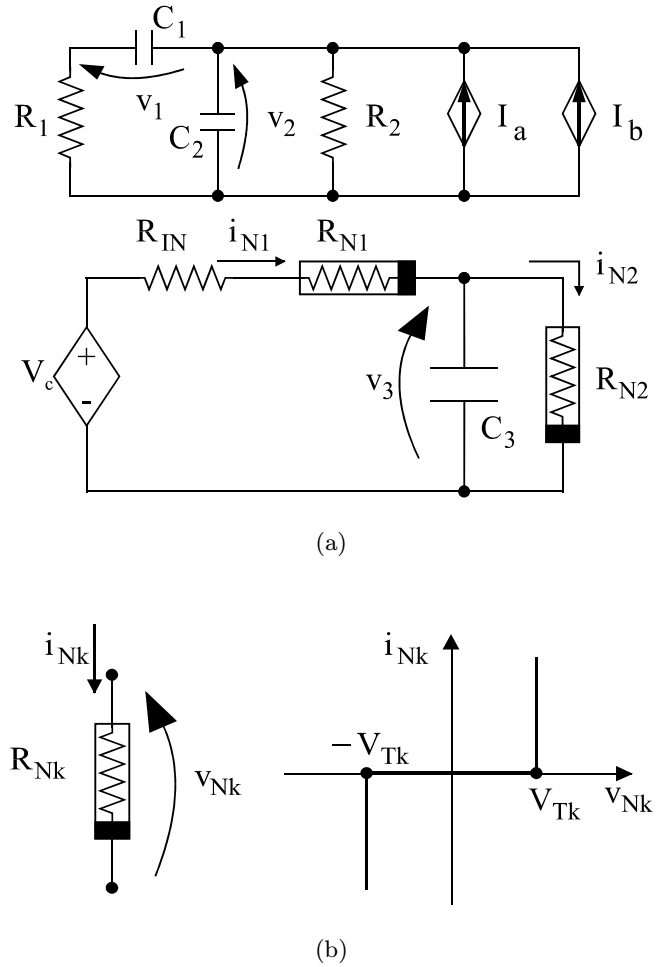 C1
R1
v1
C2
v2
R2
Ia
Ib
RIN
iN1
RN1
iN2
Vc
+
-
v3
C3
RN2
(a)
iNk
RNk
vNk
iNk
−VTk
VTk
vNk
(b)